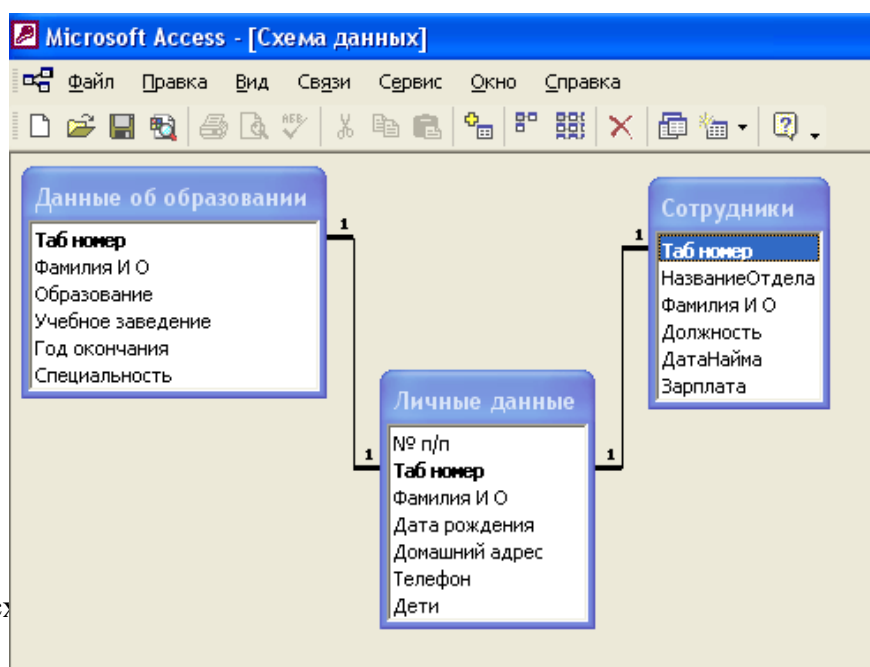 Microsoft Access - [Схема данных]
Файл Правка Вид Связи Сервис Окно Справка
Данные об образовании
Таб номер
Фамилия И О
Образование
Учебное заведение
Год окончания
Специальность
1
1
Личные данные
№ п/п
Таб номер
Фамилия И О
Дата рождения
Домашний адрес
Телефон
Дети
1
1
Сотрудники
Таб номер
НазваниеОтдела
Фамилия И О
Должность
ДатаНайма
Зарплата